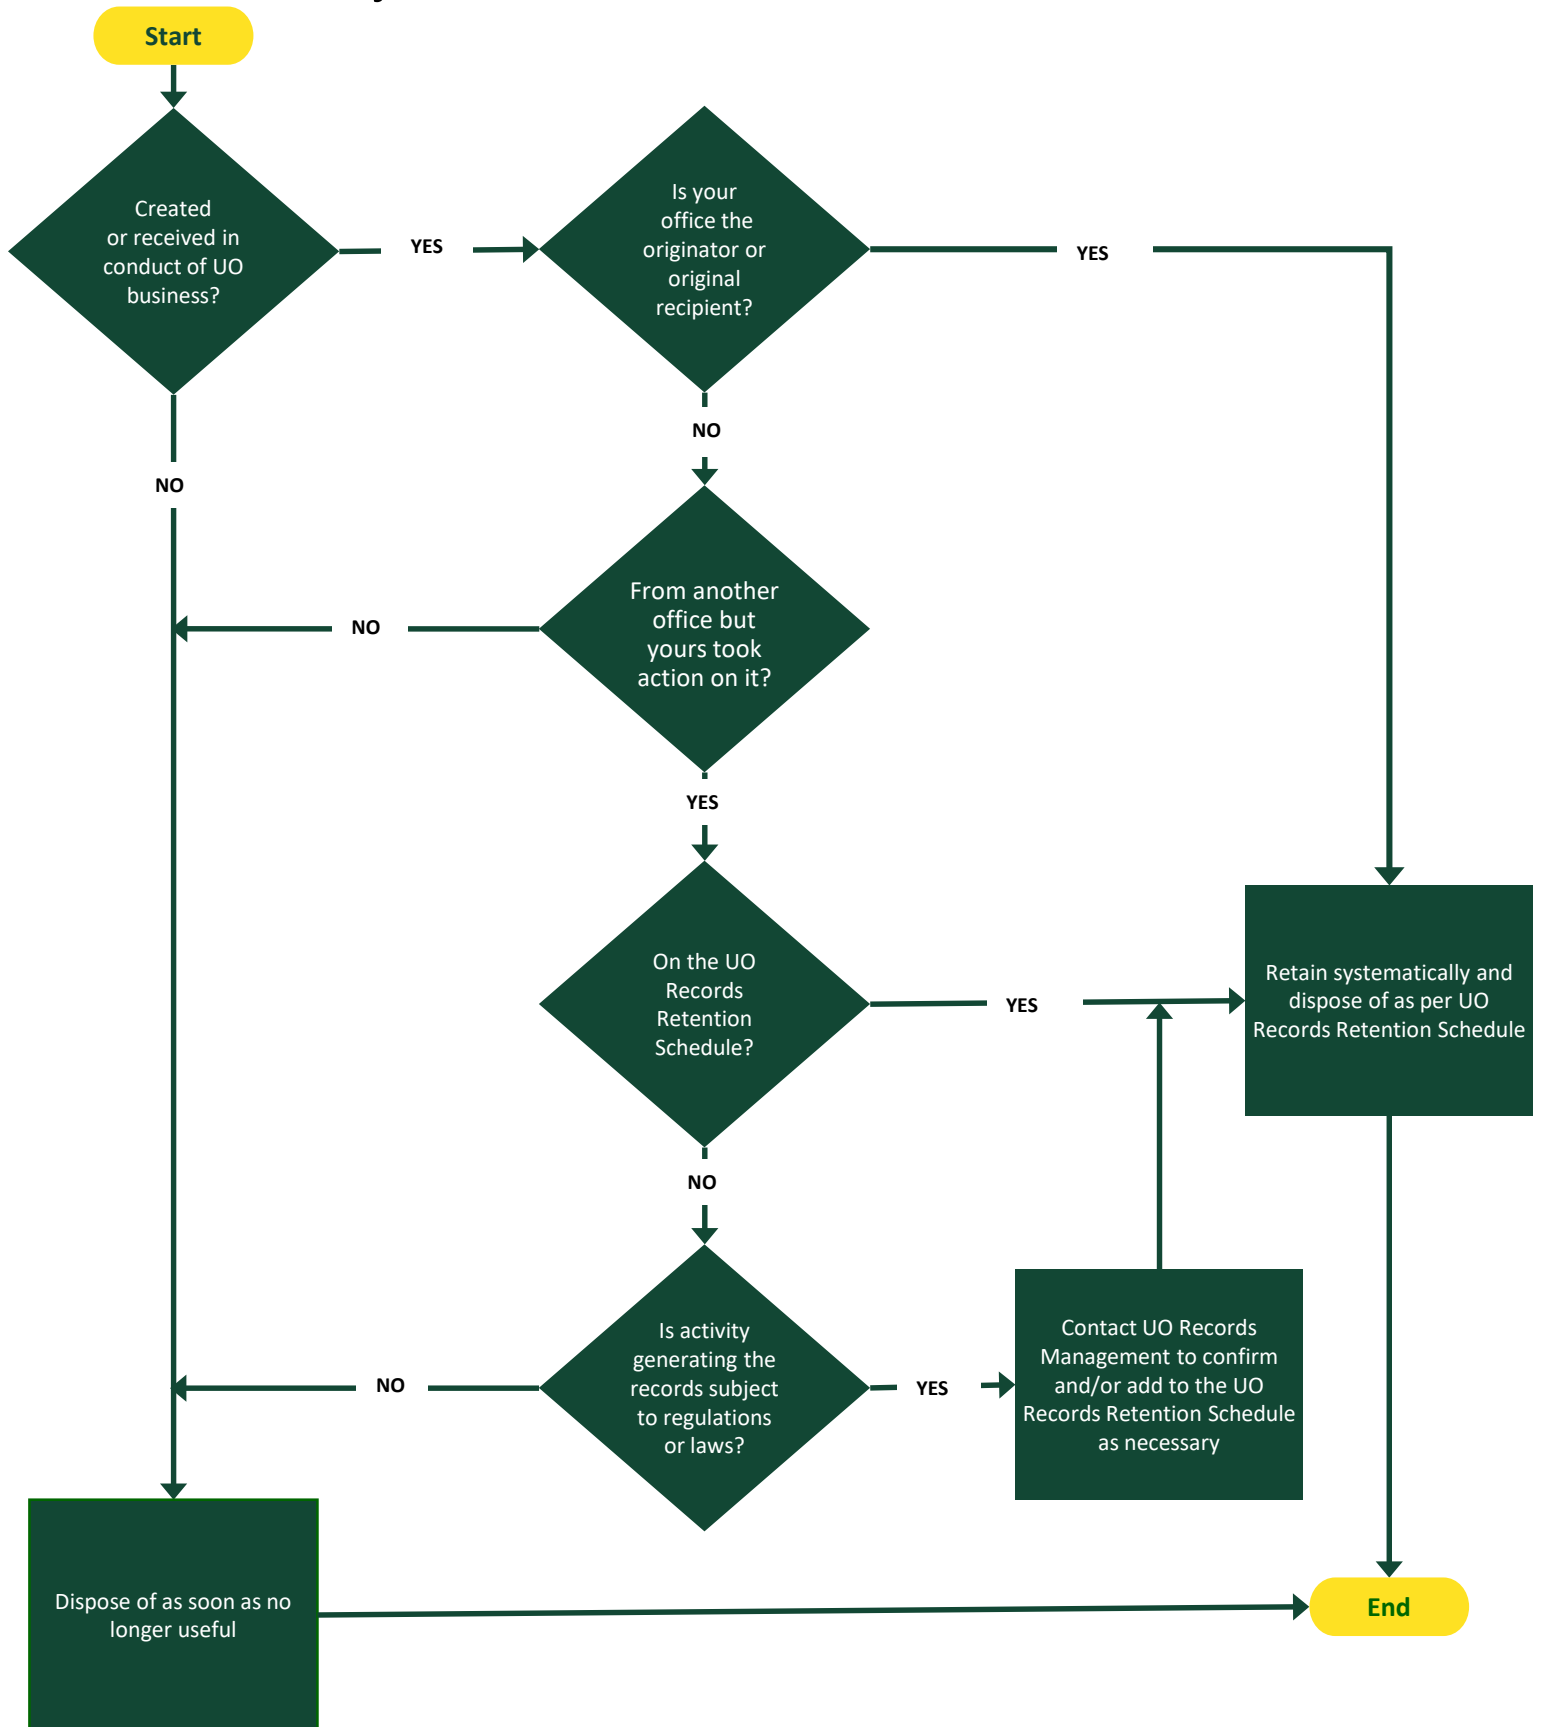 Start
Created
or received in
conduct of UO
business?
YES
Is your
office the
originator or
original
recipient?
YES
NO
NO
From another
office but
yours took
action on it?
NO
YES
On the UO
Records
Retention
Schedule?
YES
Retain systematically and
dispose of as per UO
Records Retention Schedule
NO
Is activity
generating the
records subject
to regulations
or laws?
NO
YES
Contact UO Records
Management to confirm
and/or add to the UO
Records Retention Schedule
as necessary
Dispose of as soon as no
longer useful
End